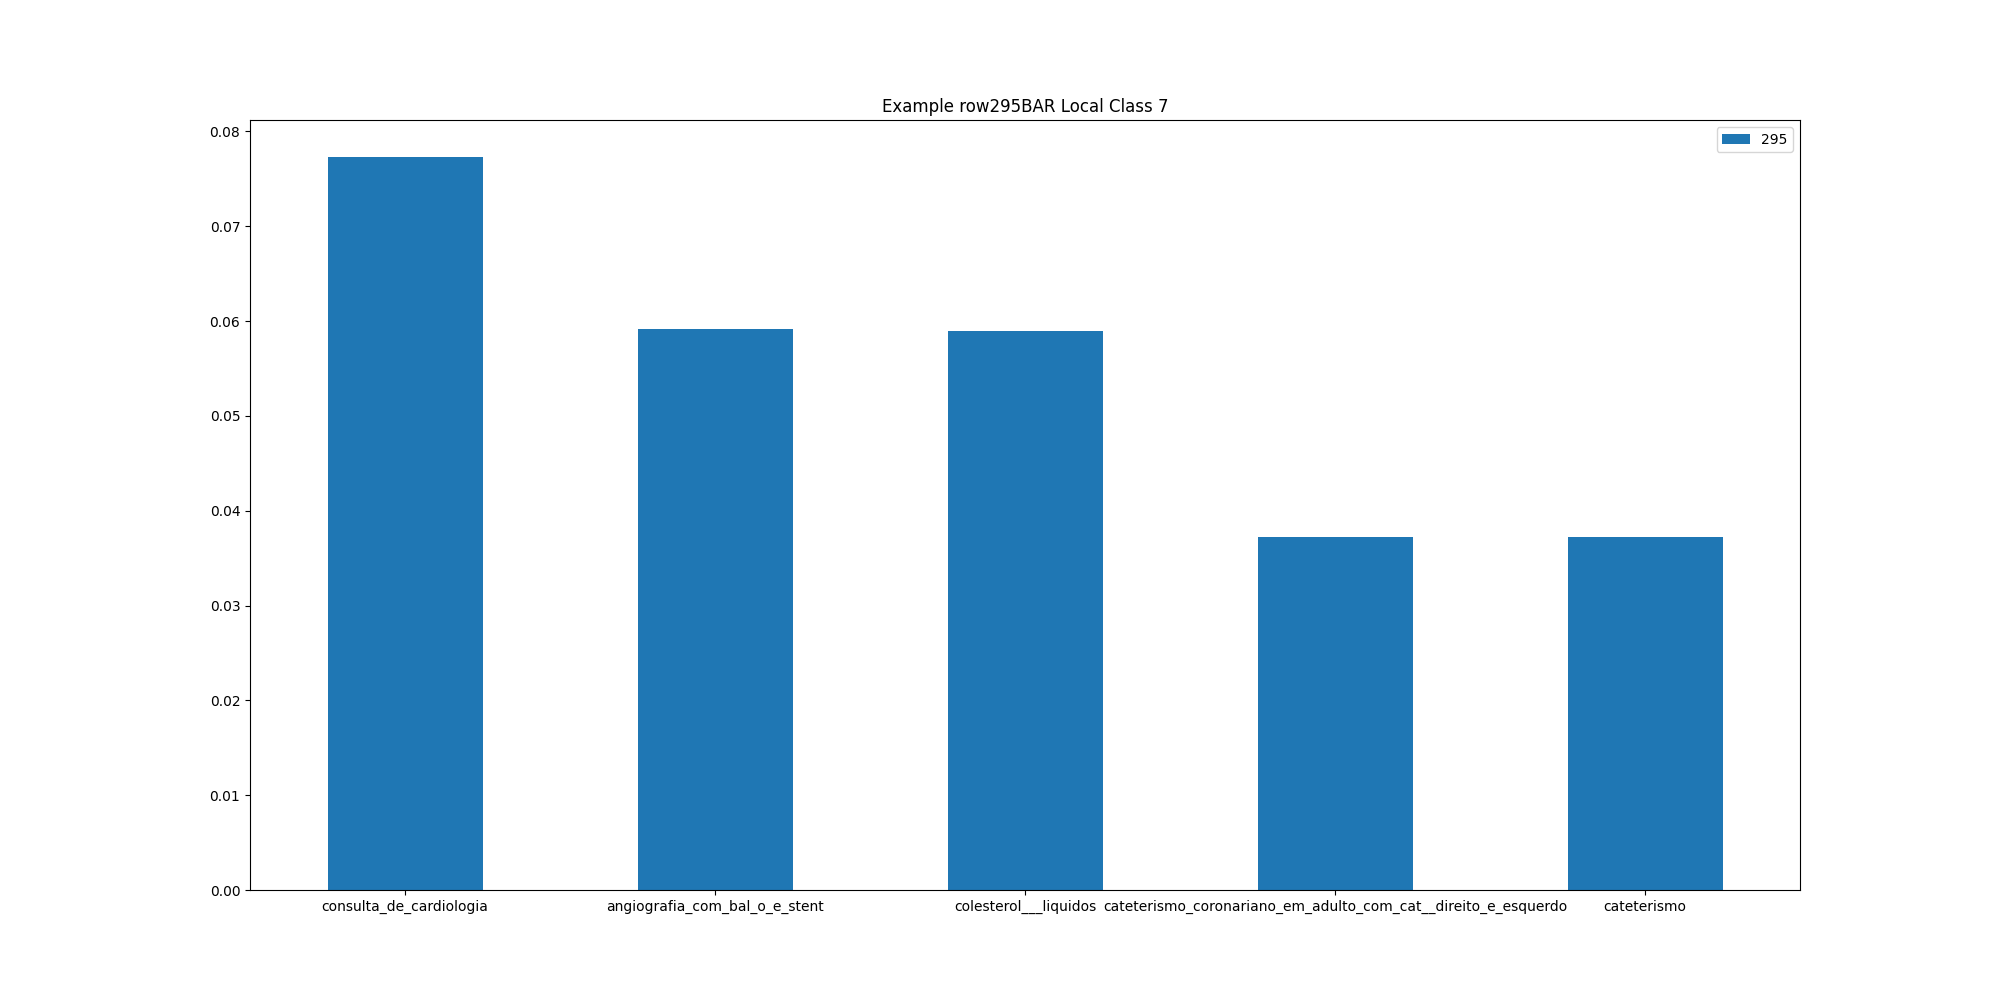 Example row295BAR Local Class 7
295
0.08
0.07
0.06
0.05
0.04
0.03
0.02
0.01
0.00
consulta_de_cardiologia
angiografia_com_bal_o_e_stent
colesterol___liquidos
cateterismo_coronariano_em_adulto_com_cat__direito_e_esquerdo
cateterismo